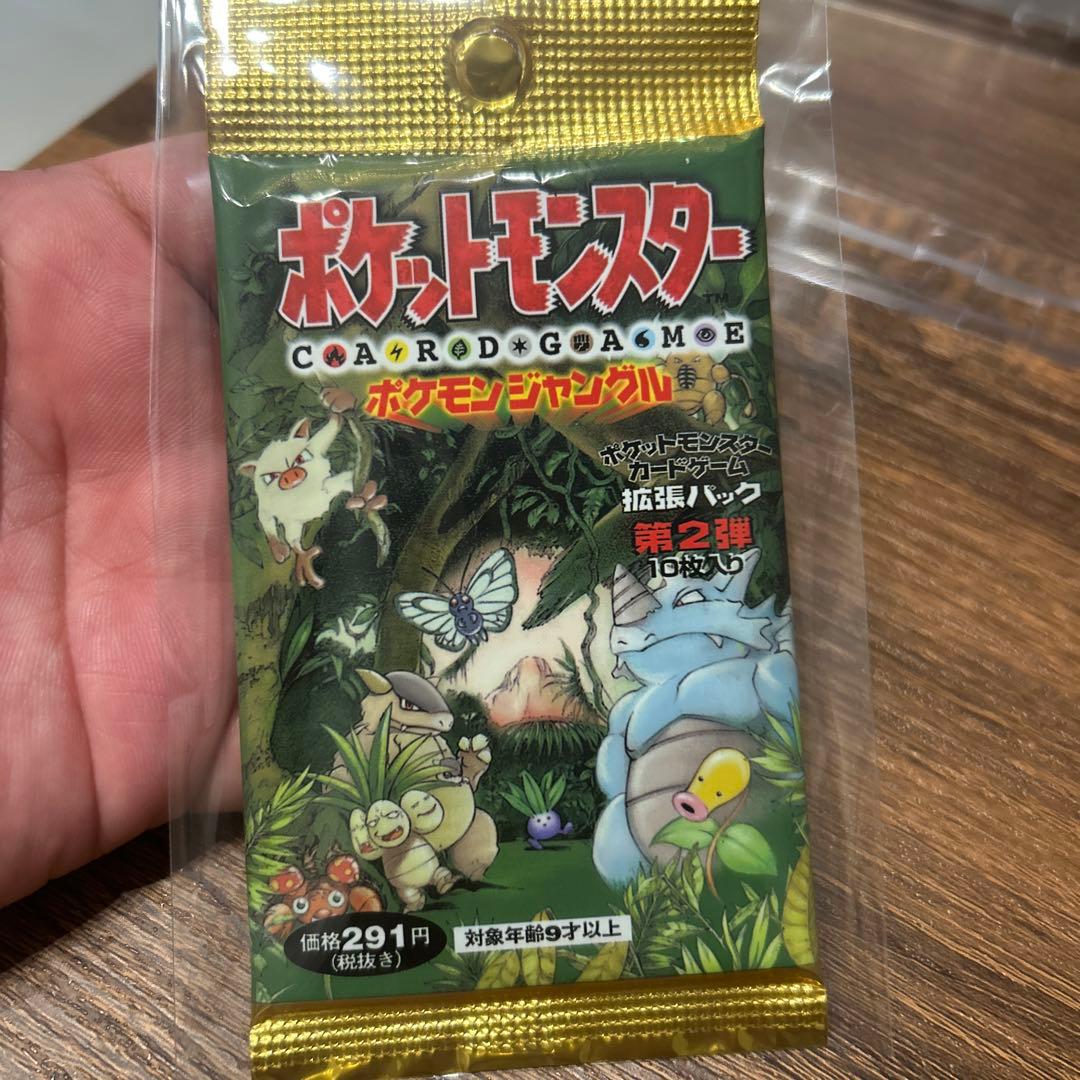 ポケットモンスター
TM
CARD GAME
ポケモンジャングル
ポケットモンスター
カードゲーム
拡張パック
第2弾
10枚入り
価格291円
(税抜き)
対象年齢9才以上